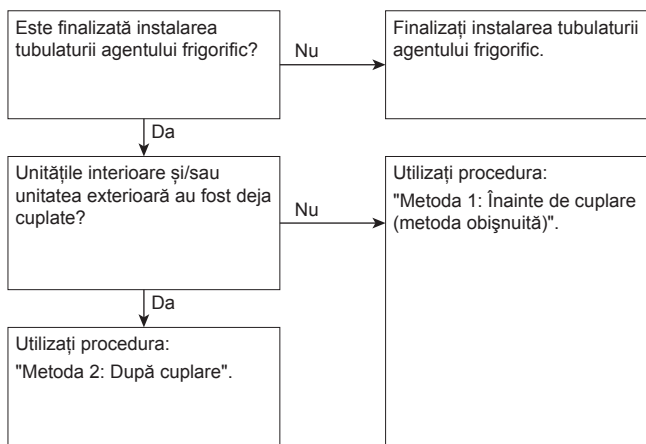 Este finalizată instalarea
tubulaturii agentului frigorific?
Nu
Finalizați instalarea tubulaturii
agentului frigorific.
Da
Unitățile interioare și/sau
unitatea exterioară au fost deja
cuplate?
Nu
Utilizați procedura:
"Metoda 1: Înainte de cuplare
(metoda obişnuită)".
Da
Utilizați procedura:
"Metoda 2: După cuplare".